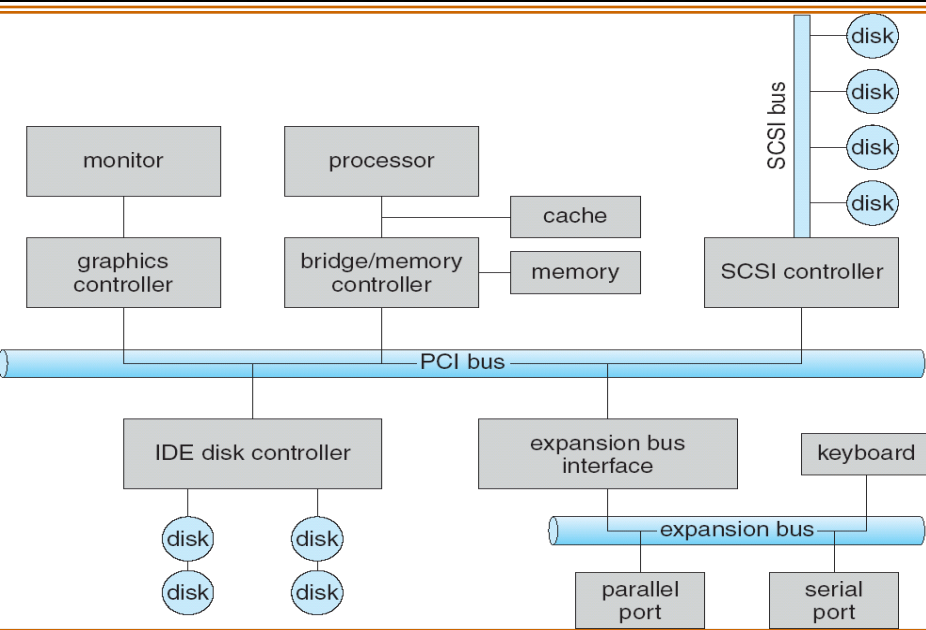 disk
disk
disk
disk
SCSI bus
monitor
processor
cache
graphics
controller
bridge/memory
controller
memory
SCSI controller
PCI bus
IDE disk controller
expansion bus
interface
keyboard
disk
disk
disk
disk
expansion bus
parallel
port
serial
port